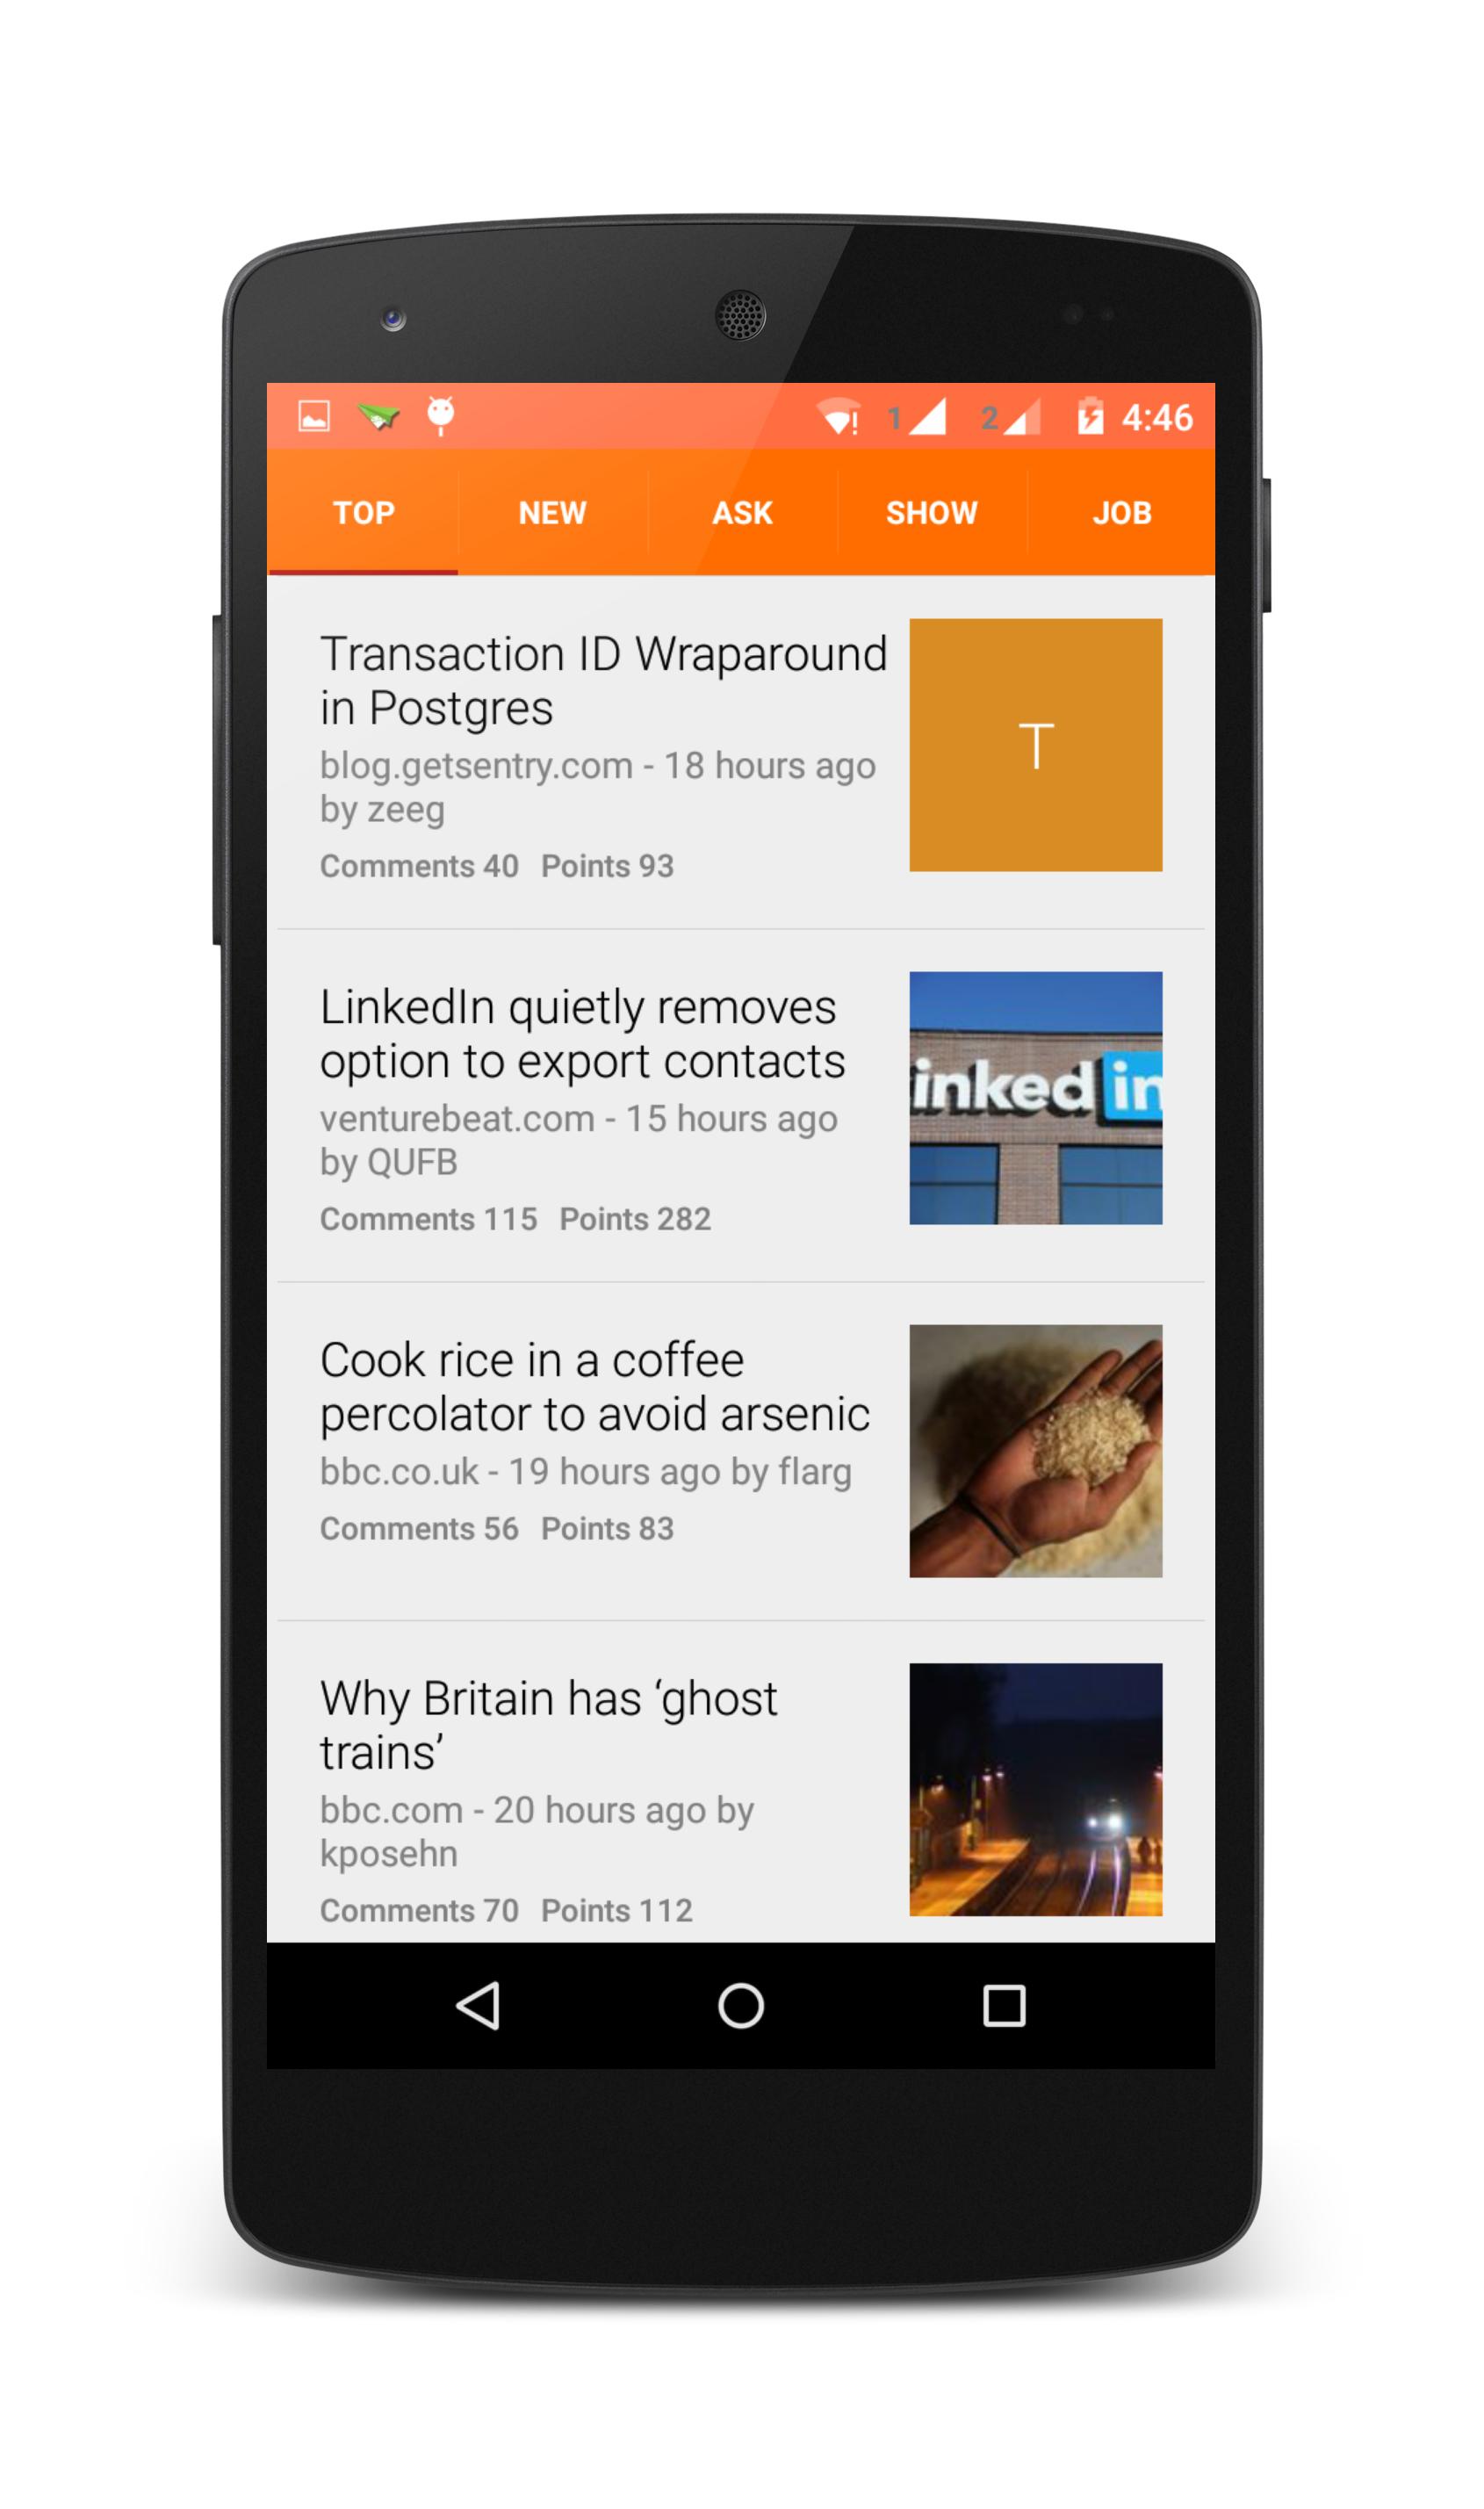 1 2 4:46
TOP NEW ASK SHOW JOB
Transaction ID Wraparound
in Postgres
blog.getsentry.com - 18 hours ago
by zeeg
Comments 40 Points 93
T
LinkedIn quietly removes
option to export contacts
venturebeat.com - 15 hours ago
by QUFB
Comments 115 Points 282
inked in
Cook rice in a coffee
percolator to avoid arsenic
bbc.co.uk - 19 hours ago by flarg
Comments 56 Points 83
Why Britain has ‘ghost
trains’
bbc.com - 20 hours ago by
kposehn
Comments 70 Points 112